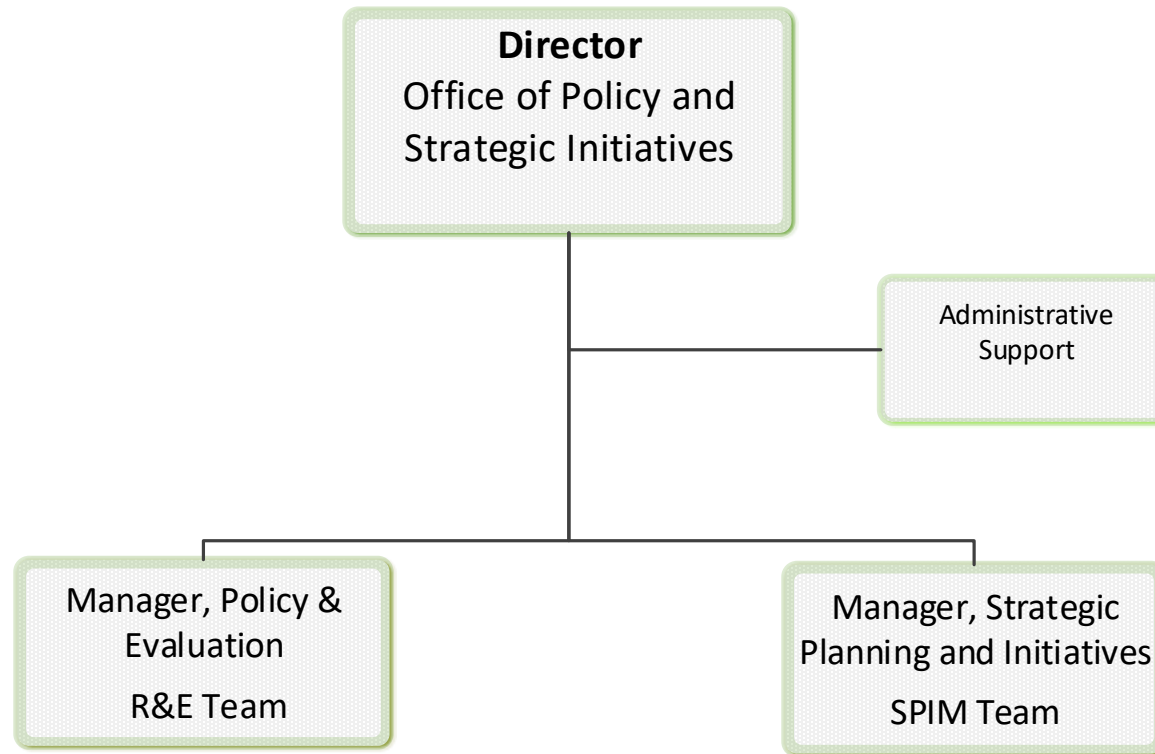 Director
Office of Policy and
Strategic Initiatives
Administrative
Support
Manager, Policy &
Evaluation
R&E Team
Manager, Strategic
Planning and Initiatives
SPIM Team